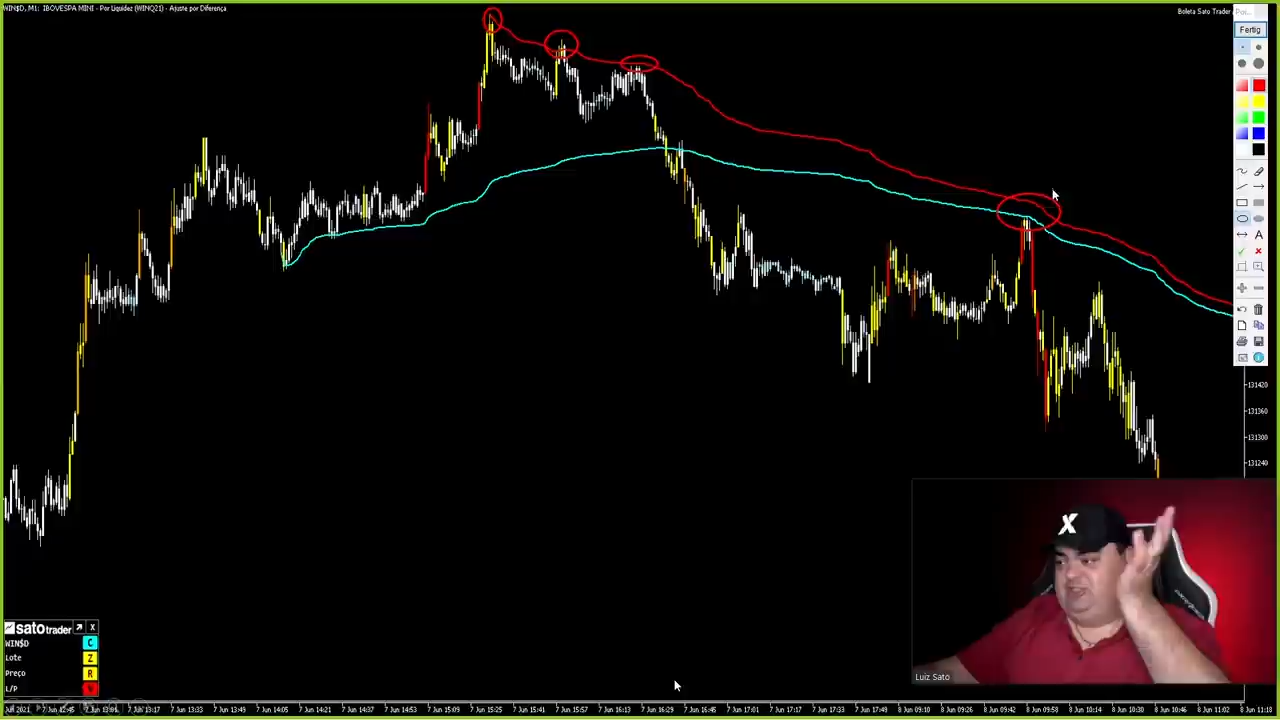 WIN$D, M1: IBOVESPA MINI - Por Liquidez (WINQ21) - Ajuste por Diferença
Boleta Sato Trader
Fertig
A
131420
131360
131300
131240
X
satotrader
X
WIN$D
C
Lote
Z
Preço
R
L/P
Luiz Sato
7 Jun 13:33
7 Jun 13:49
7 Jun 14:05
7 Jun 14:21
7 Jun 14:37
7 Jun 14:53
7 Jun 15:09
7 Jun 15:25
7 Jun 15:57
7 Jun 16:13
7 Jun 16:29
7 Jun 16:45
7 Jun 17:01
7 Jun 17:17
7 Jun 17:33
7 Jun 17:49
8 Jun 09:10
8 Jun 09:26
8 Jun 09:42
8 Jun 09:58
8 Jun 10:14
8 Jun 10:30
8 Jun 10:46
8 Jun 11:02
8 Jun 11:18